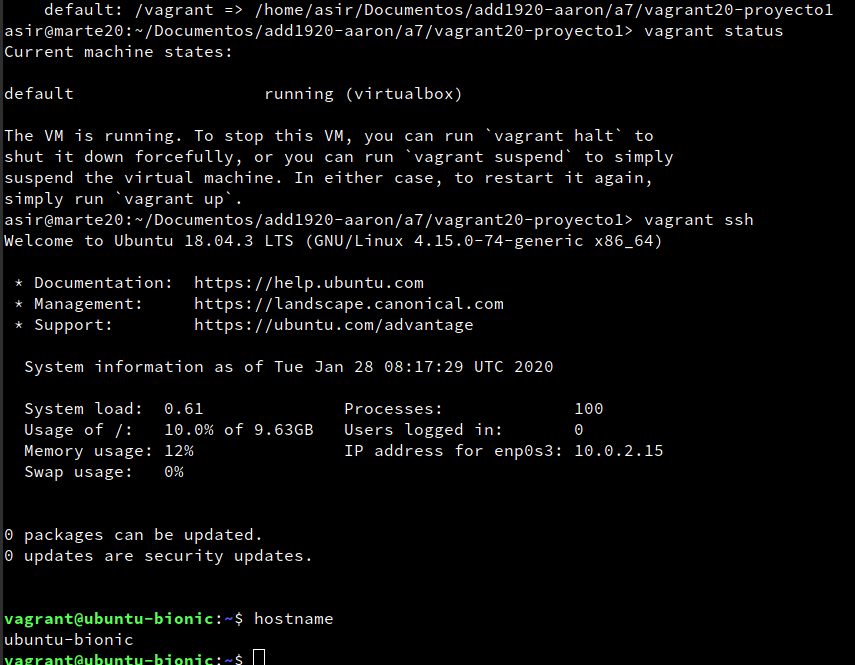 default: /vagrant => /home/asir/Documentos/add1920-aaron/a7/vagrant20-proyecto1
asir@marte20:~/Documentos/add1920-aaron/a7/vagrant20-proyecto1> vagrant status
Current machine states:
default                   running (virtualbox)
The VM is running. To stop this VM, you can run `vagrant halt` to
shut it down forcefully, or you can run `vagrant suspend` to simply
suspend the virtual machine. In either case, to restart it again,
simply run `vagrant up`.
asir@marte20:~/Documentos/add1920-aaron/a7/vagrant20-proyecto1> vagrant ssh
Welcome to Ubuntu 18.04.3 LTS (GNU/Linux 4.15.0-74-generic x86_64)
* Documentation:  https://help.ubuntu.com
* Management:     https://landscape.canonical.com
* Support:        https://ubuntu.com/advantage
System information as of Tue Jan 28 08:17:29 UTC 2020
System load:  0.61              Processes:             100
Usage of /:   10.0% of 9.63GB   Users logged in:       0
Memory usage: 12%               IP address for enp0s3: 10.0.2.15
Swap usage:   0%
0 packages can be updated.
0 updates are security updates.
vagrant@ubuntu-bionic:~$ hostname
ubuntu-bionic
vagrant@ubuntu-bionic:~$